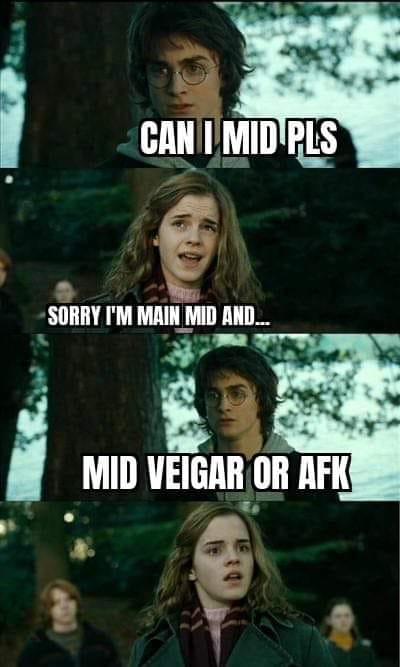 CAN I MID PLS
SORRY I'M MAIN MID AND...
MID VEIGAR OR AFK